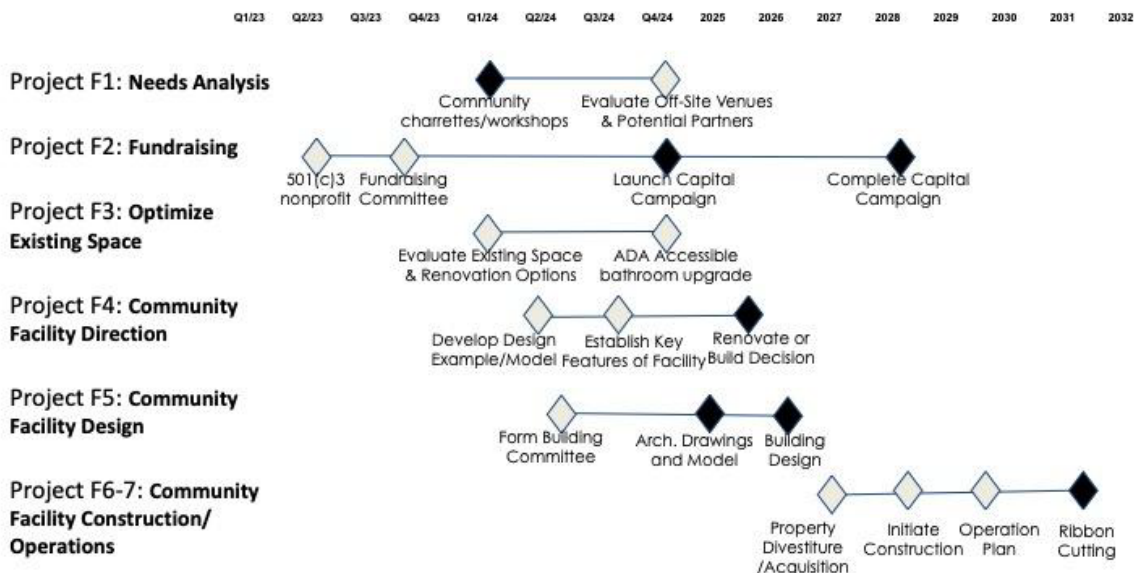 Q1/23 Q2/23 Q3/23 Q4/23 Q1/24 Q2/24 Q3/24 Q4/24 2025 2026 2027 2028 2029 2030 2031 2032
Project F1: Needs Analysis
Community
charrettes/workshops
Evaluate Off-Site Venues
& Potential Partners
Project F2: Fundraising
501(c)3
nonprofit
Fundraising
Committee
Launch Capital
Campaign
Complete Capital
Campaign
Project F3: Optimize
Existing Space
Evaluate Existing Space
& Renovation Options
ADA Accessible
bathroom upgrade
Project F4: Community
Facility Direction
Develop Design
Example/Model
Establish Key
Features of Facility
Renovate or
Build Decision
Project F5: Community
Facility Design
Form Building
Committee
Arch. Drawings
and Model
Building
Design
Project F6-7: Community
Facility Construction/
Operations
Property
Divestiture
/Acquisition
Initiate
Construction
Operation
Plan
Ribbon
Cutting